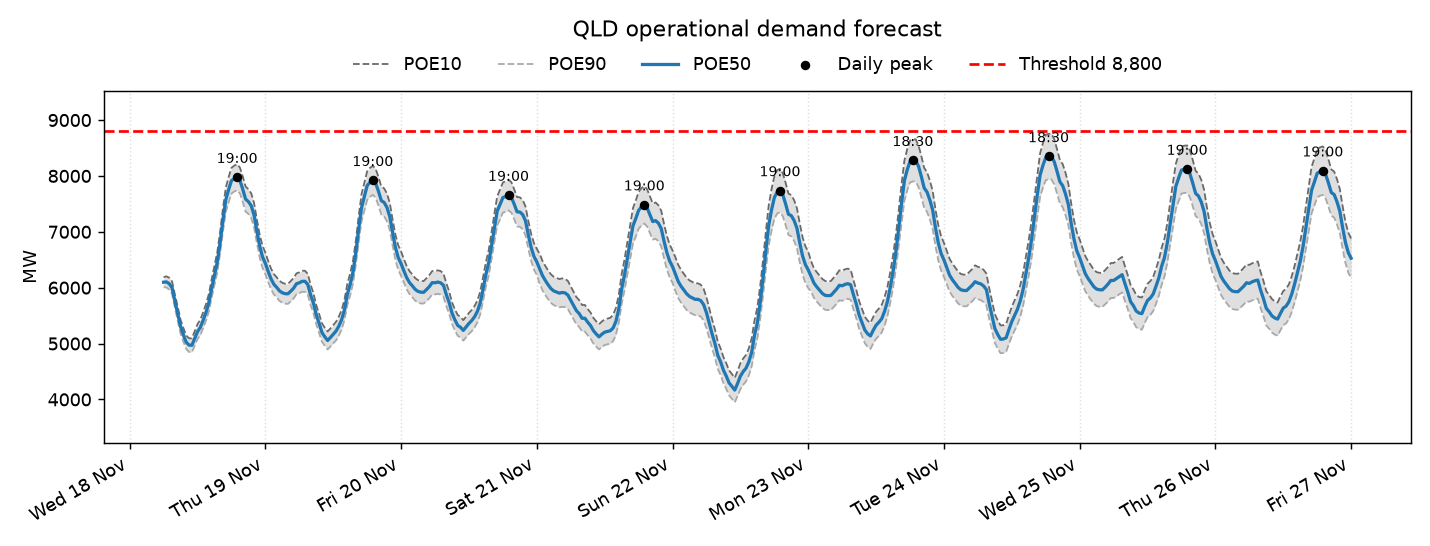 QLD operational demand forecast
POE10 POE90 POE50 Daily peak Threshold 8,800
MW
9000
8000
7000
6000
5000
4000
19:00 19:00 19:00 19:00 19:00 18:30 18:30 19:00 19:00
Wed 18 Nov Thu 19 Nov Fri 20 Nov Sat 21 Nov Sun 22 Nov Mon 23 Nov Tue 24 Nov Wed 25 Nov Thu 26 Nov Fri 27 Nov